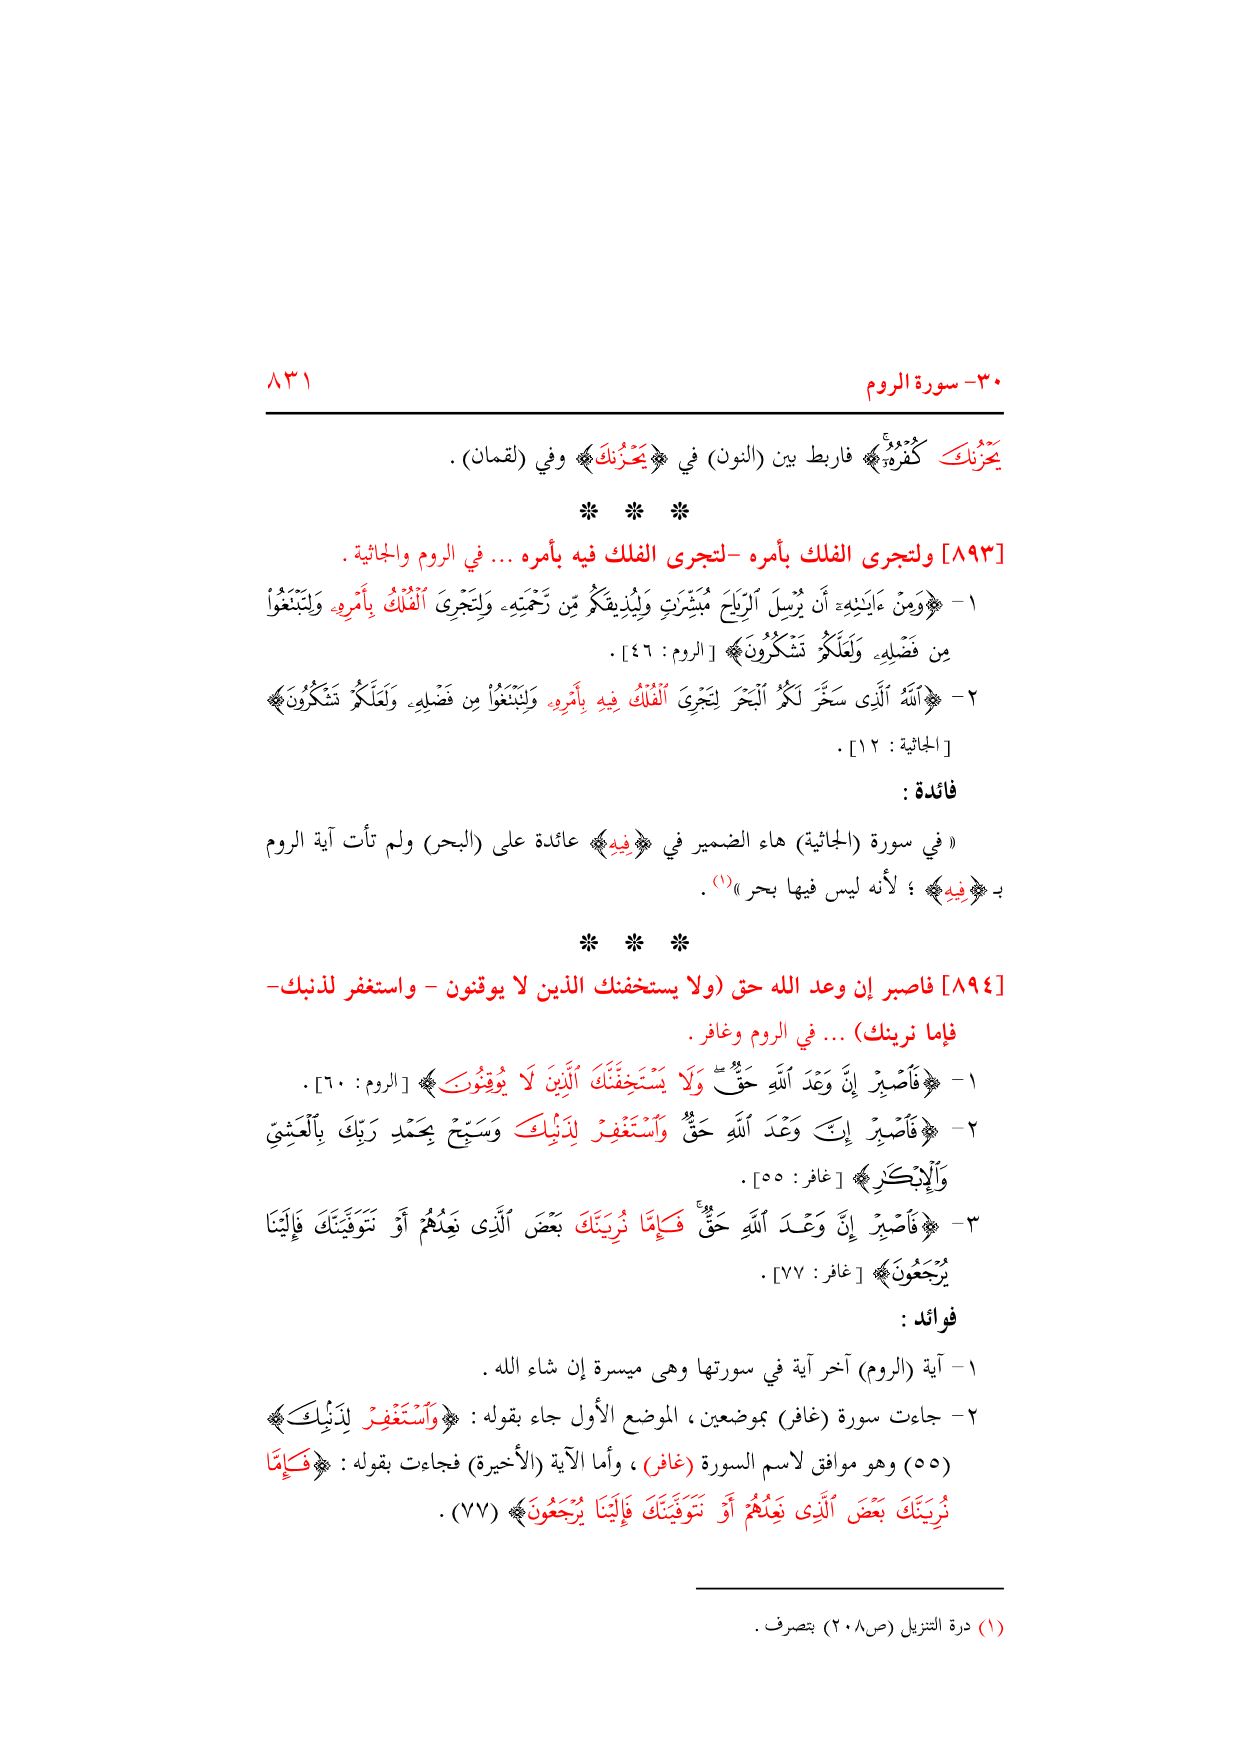 ٣٠- سورة الروم ٨٣١
يَحْزُنكَ كُفْرُهُۥٓۚ﴾ فاربط بين (النون) في ﴿يَحْزُنكَ﴾ وفي (لقمان) .
❊ ❊ ❊
[٨٩٣] ولتجرى الفلك بأمره -لتجرى الفلك فيه بأمره ... في الروم والجاثية .
١- ﴿وَمِنْ ءَايَٰتِهِۦٓ أَن يُرْسِلَ ٱلرِّيَاحَ مُبَشِّرَٰتٍ وَلِيُذِيقَكُم مِّن رَّحْمَتِهِۦ وَلِتَجْرِىَ ٱلْفُلْكُ بِأَمْرِهِۦ وَلِتَبْتَغُوا۟
مِن فَضْلِهِۦ وَلَعَلَّكُمْ تَشْكُرُونَ﴾ [الروم: ٤٦] .
٢- ﴿ٱللَّهُ ٱلَّذِى سَخَّرَ لَكُمُ ٱلْبَحْرَ لِتَجْرِىَ ٱلْفُلْكُ فِيهِ بِأَمْرِهِۦ وَلِتَبْتَغُوا۟ مِن فَضْلِهِۦ وَلَعَلَّكُمْ تَشْكُرُونَ﴾
[الجاثية : ١٢] .
فائدة :
« في سورة (الجاثية) هاء الضمير في ﴿فِيهِ﴾ عائدة على (البحر) ولم تأت آية الروم
بـ ﴿فِيهِ﴾ ؛ لأنه ليس فيها بحر »(١) .
❊ ❊ ❊
[٨٩٤] فاصبر إن وعد الله حق (ولا يستخفنك الذين لا يوقنون - واستغفر لذنبك-
فإما نرينك) ... في الروم وغافر .
١- ﴿فَٱصْبِرْ إِنَّ وَعْدَ ٱللَّهِ حَقٌّۖ وَلَا يَسْتَخِفَّنَّكَ ٱلَّذِينَ لَا يُوقِنُونَ﴾ [الروم: ٦٠] .
٢- ﴿فَٱصْبِرْ إِنَّ وَعْدَ ٱللَّهِ حَقٌّ وَٱسْتَغْفِرْ لِذَنۢبِكَ وَسَبِّحْ بِحَمْدِ رَبِّكَ بِٱلْعَشِىِّ
وَٱلْإِبْكَٰرِ﴾ [غافر: ٥٥] .
٣- ﴿فَٱصْبِرْ إِنَّ وَعْدَ ٱللَّهِ حَقٌّۚ فَإِمَّا نُرِيَنَّكَ بَعْضَ ٱلَّذِى نَعِدُهُمْ أَوْ نَتَوَفَّيَنَّكَ فَإِلَيْنَا
يُرْجَعُونَ﴾ [غافر: ٧٧] .
فوائد :
١- آية (الروم) آخر آية في سورتها وهى ميسرة إن شاء الله .
٢- جاءت سورة (غافر) بموضعين، الموضع الأول جاء بقوله : ﴿وَٱسْتَغْفِرْ لِذَنۢبِكَ﴾
(٥٥) وهو موافق لاسم السورة (غافر) ، وأما الآية (الأخيرة) فجاءت بقوله : ﴿فَإِمَّا
نُرِيَنَّكَ بَعْضَ ٱلَّذِى نَعِدُهُمْ أَوْ نَتَوَفَّيَنَّكَ فَإِلَيْنَا يُرْجَعُونَ﴾ (٧٧) .
(١) درة التنزيل (ص٢٠٨) بتصرف .